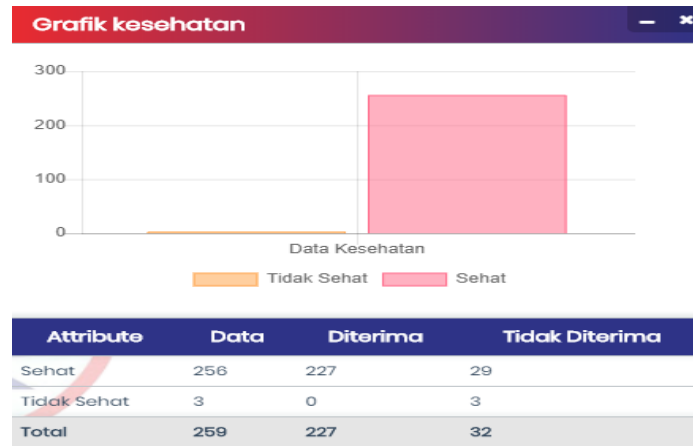 Grafik kesehatan
300
200
100
0
Data Kesehatan
Tidak Sehat Sehat
Attribute Data Diterima Tidak Diterima
Sehat 256 227 29
Tidak Sehat 3 0 3
Total 259 227 32